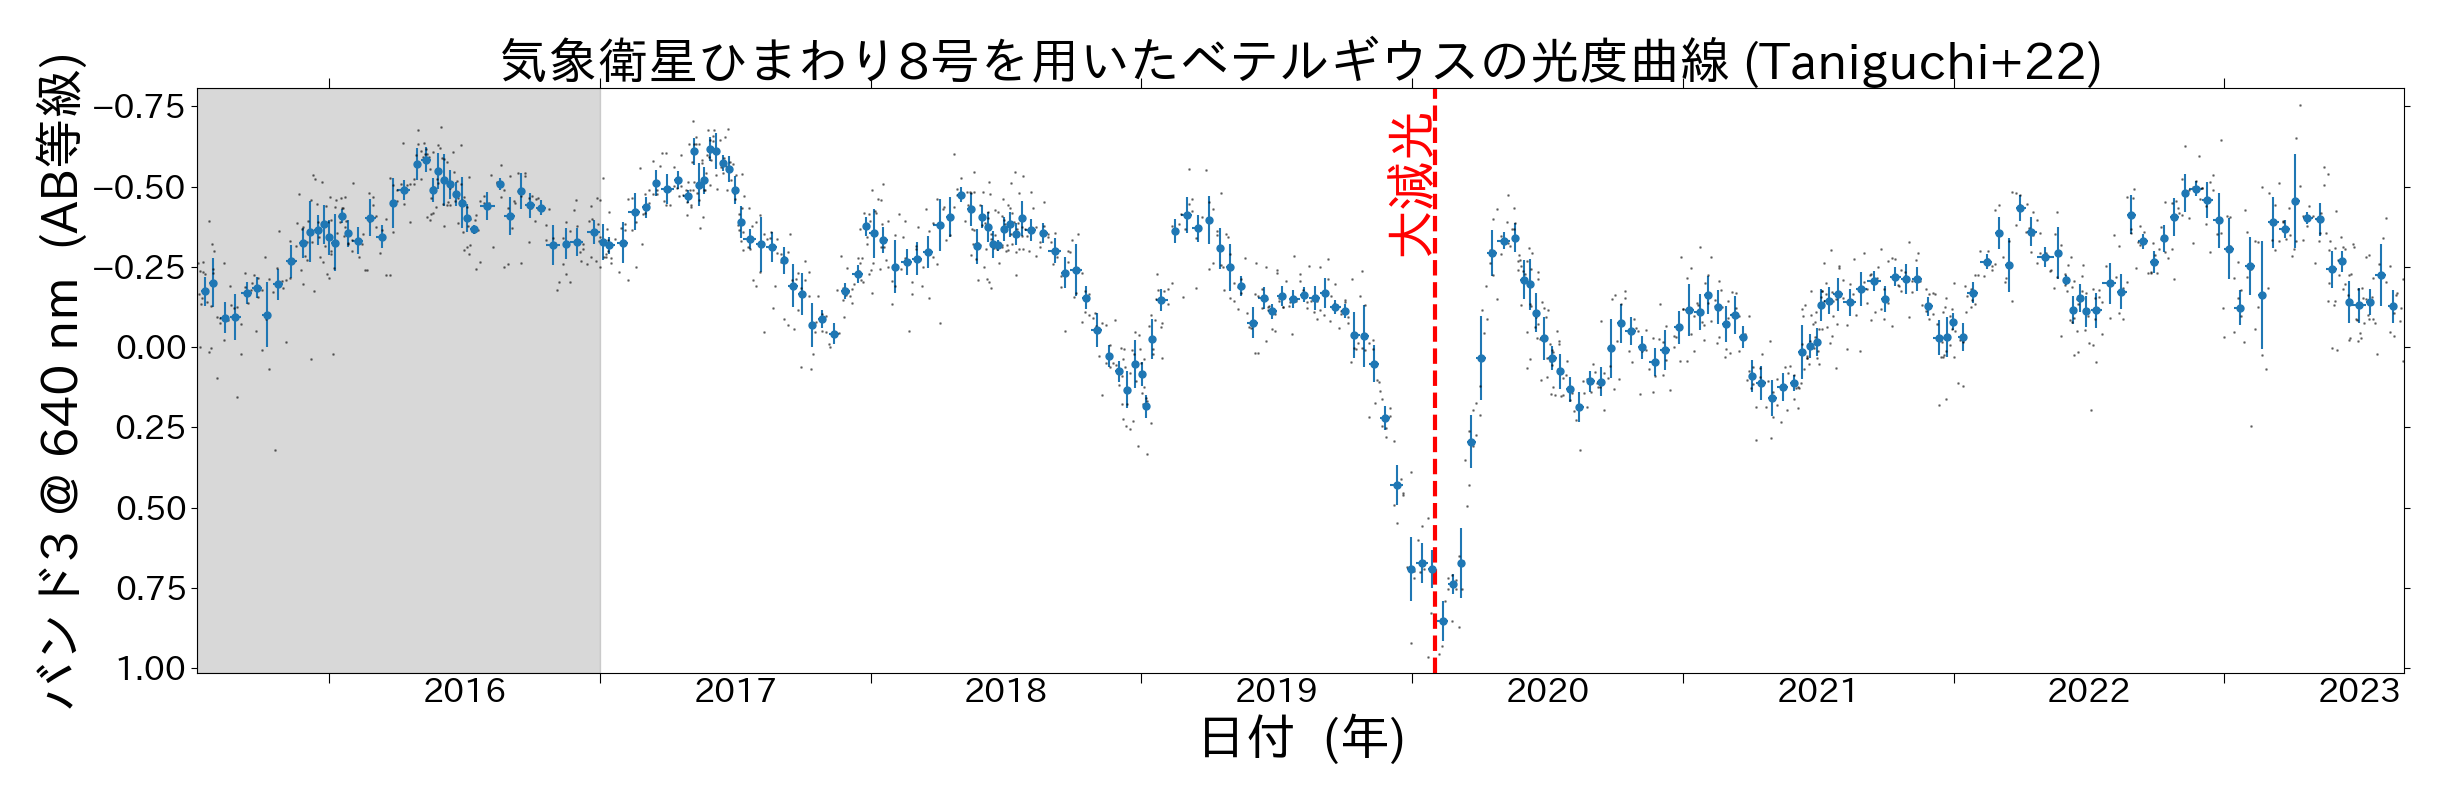 気象衛星ひまわり8号を用いたベテルギウスの光度曲線 (Taniguchi+22)
バンド3 @ 640 nm (AB等級)
−0.75
−0.50
−0.25
0.00
0.25
0.50
0.75
1.00
大減光
2016 2017 2018 2019 2020 2021 2022 2023
日付 (年)